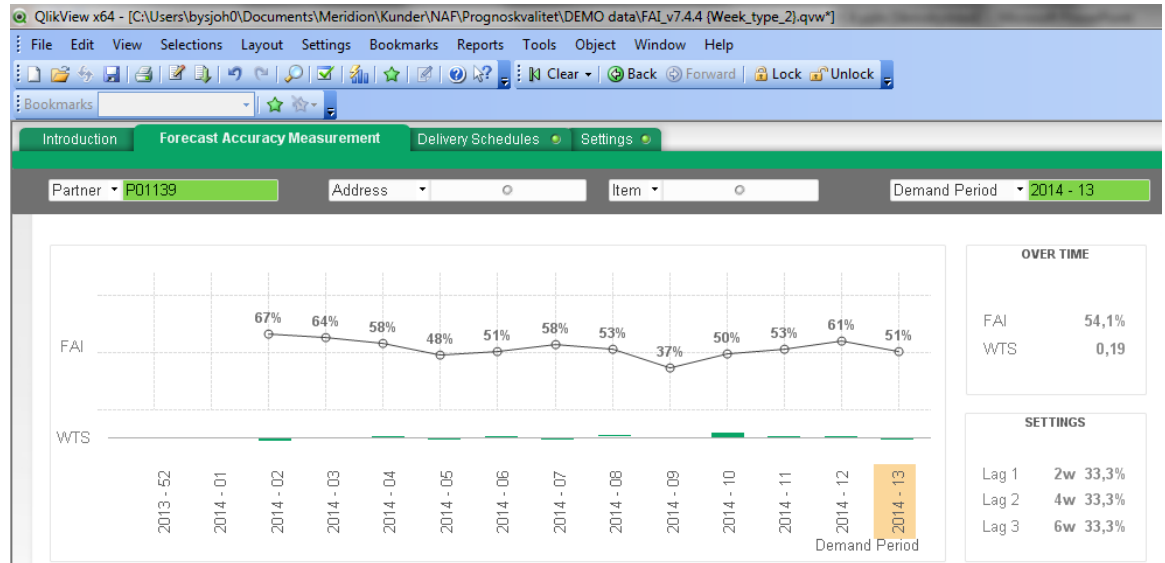 QlikView x64 - [C:\Users\bysjoh0\Documents\Meridion\Kunder\NAF\Prognoskvalitet\DEMO data\FAI_v7.4.4 {Week_type_2}.qvw*]
File Edit View Selections Layout Settings Bookmarks Reports Tools Object Window Help
Clear Back Forward Lock Unlock
Bookmarks
Introduction Forecast Accuracy Measurement Delivery Schedules Settings
Partner P01139 Address Item Demand Period 2014 - 13
OVER TIME
67% 64% 58% 48% 51% 58% 53% 37% 50% 53% 61% 51%
FAI
FAI 54,1%
WTS 0,19
WTS
SETTINGS
2013 - 52 2014 - 01 2014 - 02 2014 - 03 2014 - 04 2014 - 05 2014 - 06 2014 - 07 2014 - 08 2014 - 09 2014 - 10 2014 - 11 2014 - 12 2014 - 13
Demand Period
Lag 1 2w 33,3%
Lag 2 4w 33,3%
Lag 3 6w 33,3%